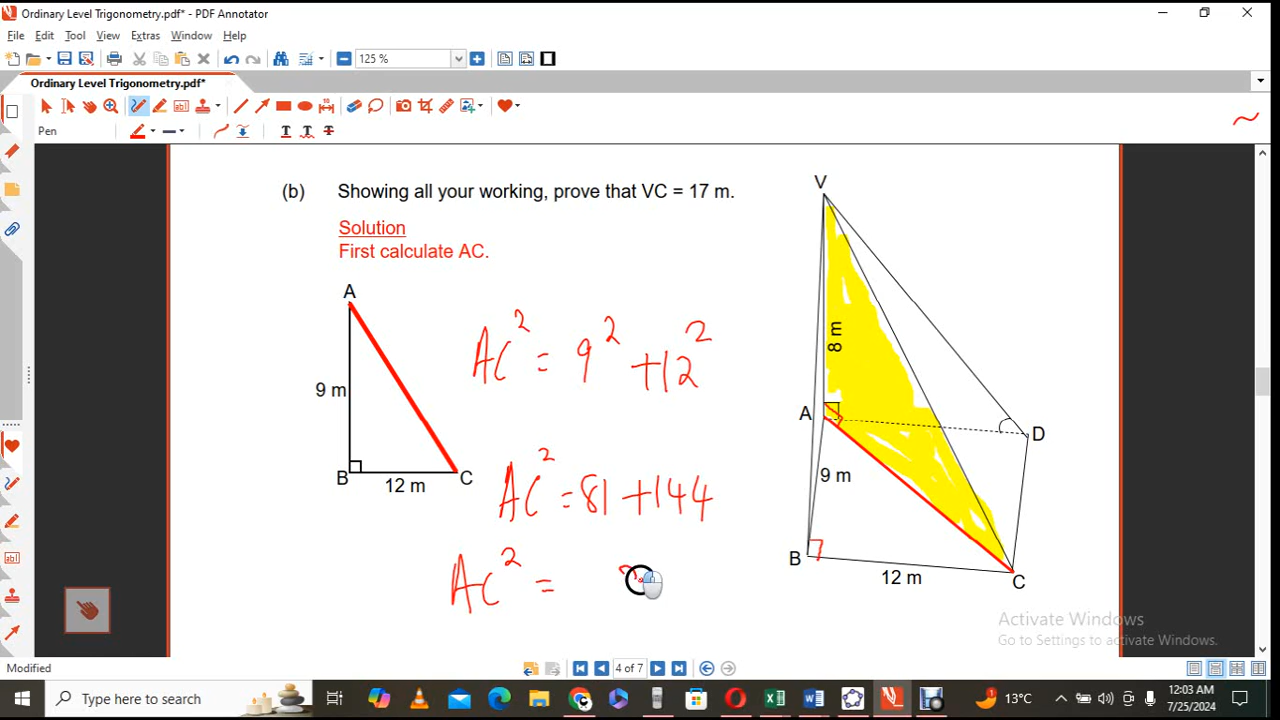 Ordinary Level Trigonometry.pdf* - PDF Annotator
File Edit Tool View Extras Window Help
125 %
Ordinary Level Trigonometry.pdf*
Pen
T T T
(b) Showing all your working, prove that VC = 17 m.
Solution
First calculate AC.
A
9 m
B
12 m
C
AC² = 9² + 12²
AC² = 81 + 144
AC² =
V
8 m
A
D
9 m
B
12 m
C
Activate Windows
Go to Settings to activate Windows.
Modified
4 of 7
Type here to search
13°C
12:03 AM
7/25/2024